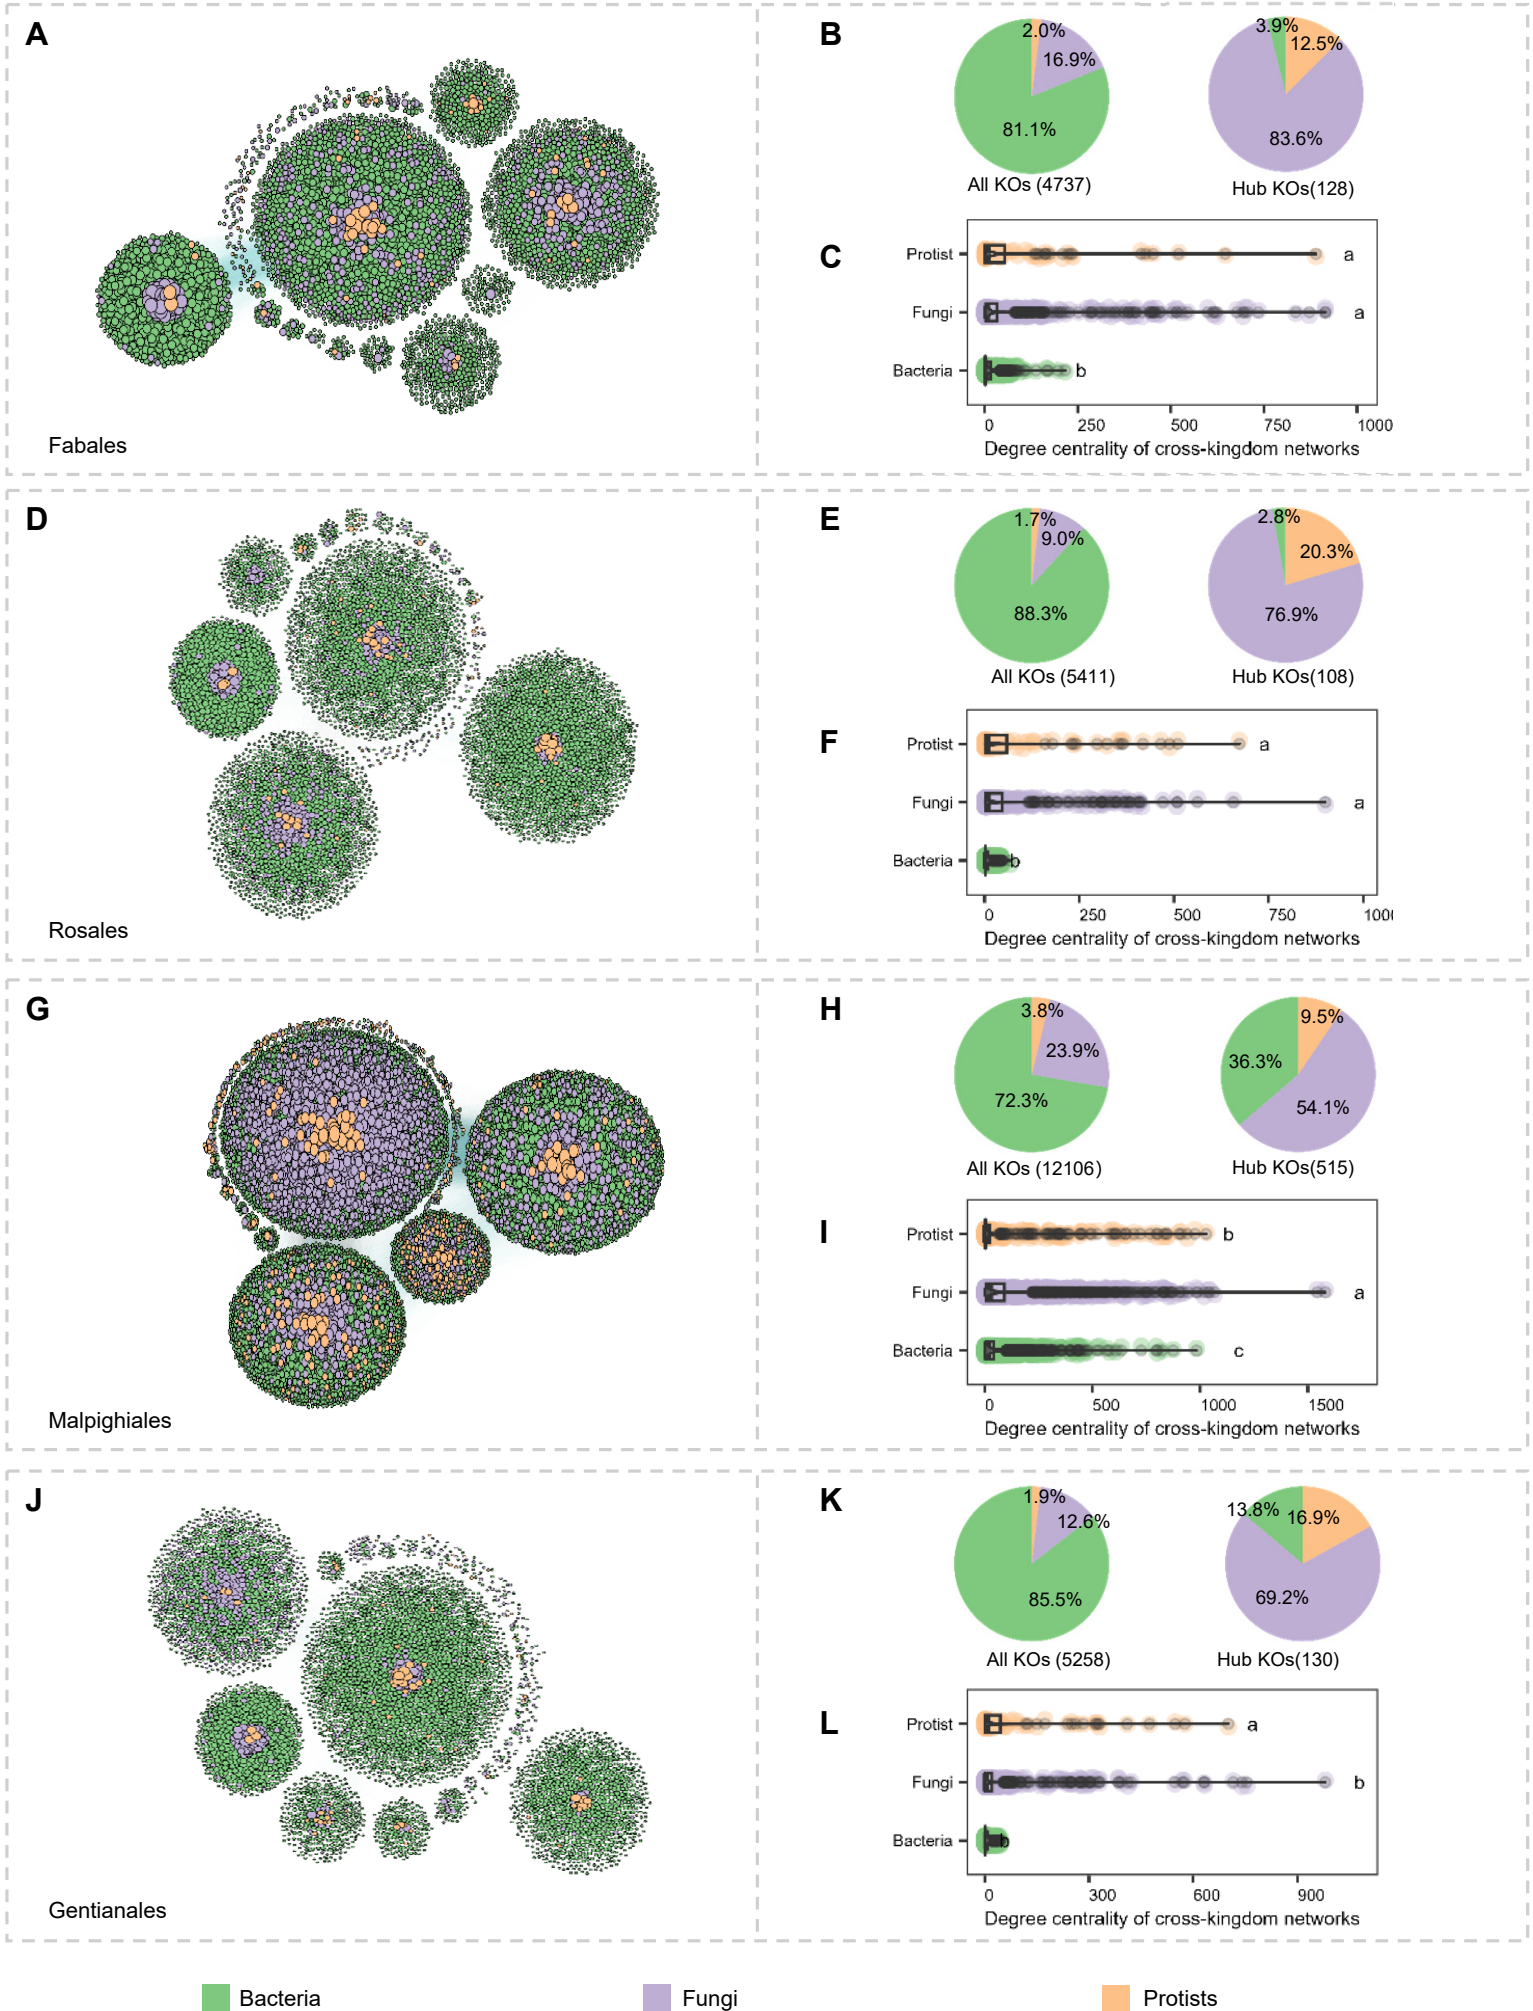 A
Fabales
B
2.0%
16.9%
81.1%
All KOs (4737)
3.9%
12.5%
83.6%
Hub KOs(128)
C
Protist
a
Fungi
a
Bacteria
b
0 250 500 750 1000
Degree centrality of cross-kingdom networks
D
Rosales
E
1.7%
9.0%
88.3%
All KOs (5411)
2.8%
20.3%
76.9%
Hub KOs(108)
F
Protist
a
Fungi
a
Bacteria
b
0 250 500 750 100
Degree centrality of cross-kingdom networks
G
Malpighiales
H
3.8%
23.9%
72.3%
All KOs (12106)
9.5%
36.3%
54.1%
Hub KOs(515)
I
Protist
b
Fungi
a
Bacteria
c
0 500 1000 1500
Degree centrality of cross-kingdom networks
J
Gentianales
K
1.9%
12.6%
85.5%
All KOs (5258)
13.8%
16.9%
69.2%
Hub KOs(130)
L
Protist
a
Fungi
b
Bacteria
b
0 300 600 900
Degree centrality of cross-kingdom networks
Bacteria
Fungi
Protists